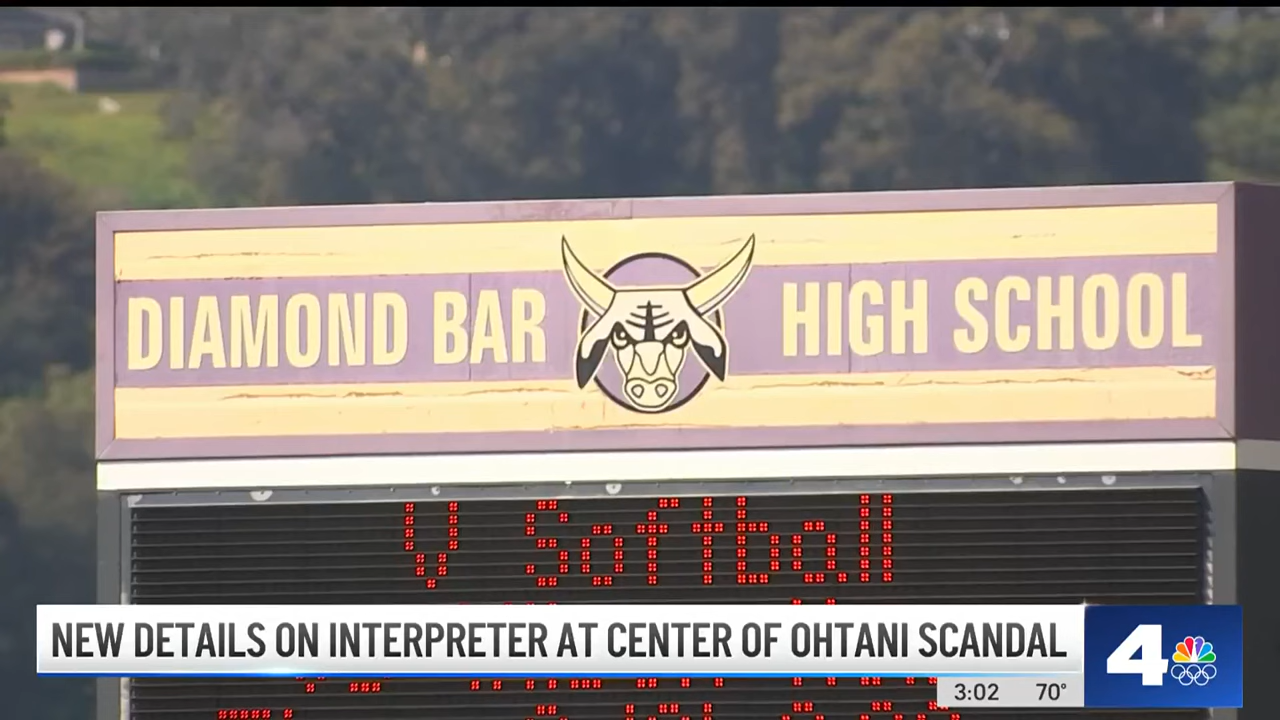 DIAMOND BAR HIGH SCHOOL
V Softball
NEW DETAILS ON INTERPRETER AT CENTER OF OHTANI SCANDAL
4
3:02 70°